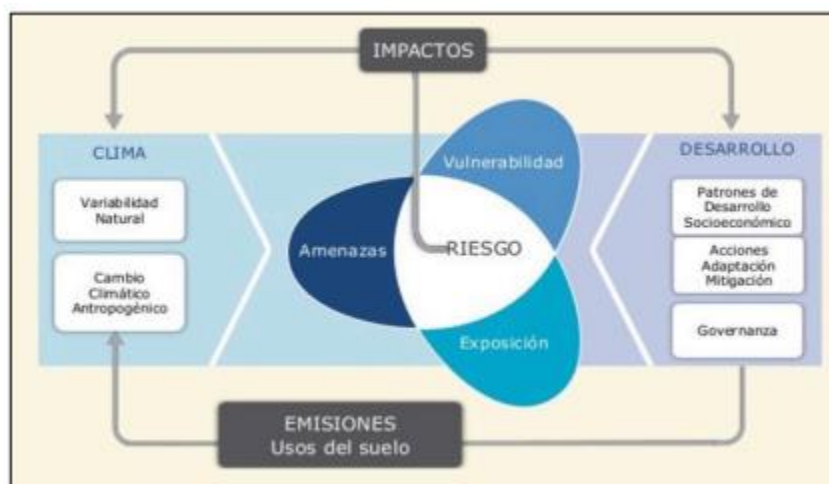 IMPACTOS
CLIMA
Variabilidad
Natural
Cambio
Climático
Antropogénico
Vulnerabilidad
Amenazas
RIESGO
Exposición
DESARROLLO
Patrones de
Desarrollo
Socioeconómico
Acciones
Adaptación
Mitigación
Governanza
EMISIONES
Usos del suelo